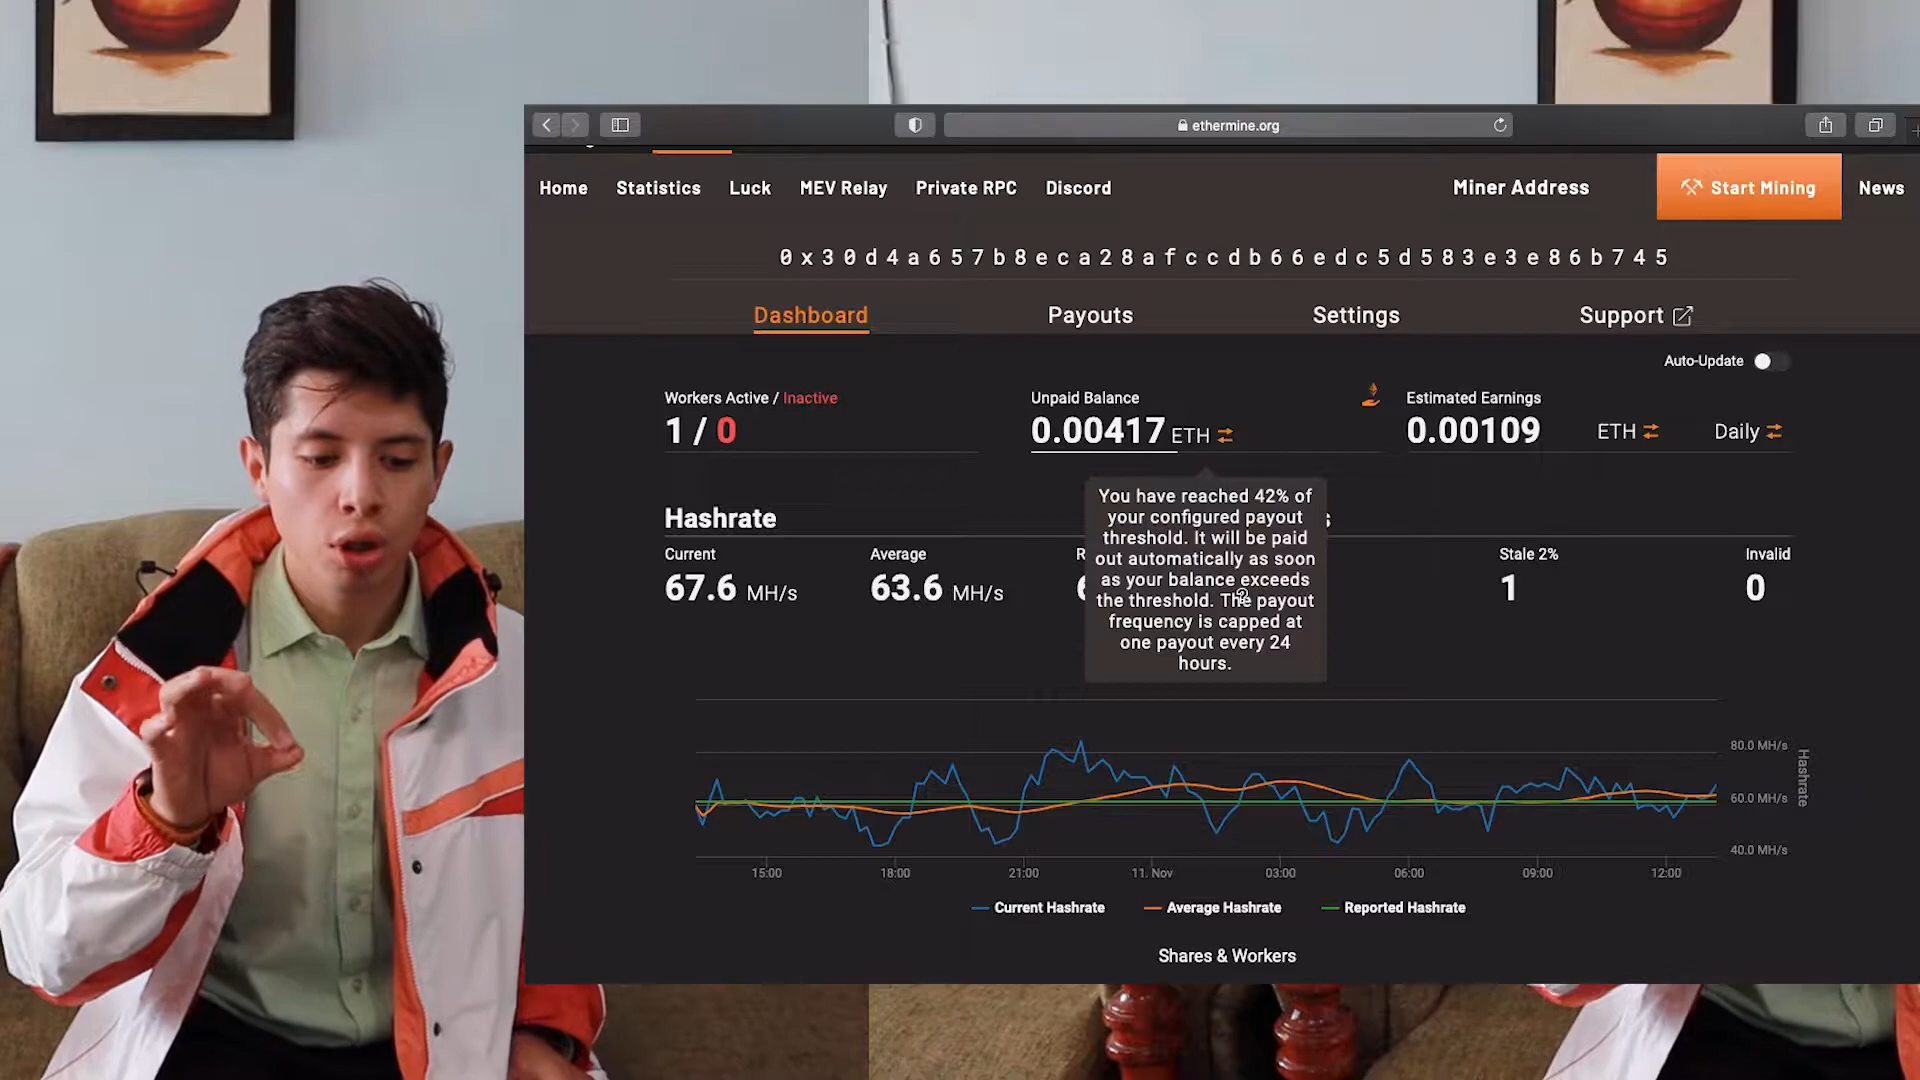 ethermine.org
Home Statistics Luck MEV Relay Private RPC Discord Miner Address Start Mining News
0x30d4a657b8eca28afccdb66edc5d583e3e86b745
Dashboard Payouts Settings Support
Auto-Update
Workers Active / Inactive Unpaid Balance Estimated Earnings
1 / 0 0.00417 ETH 0.00109 ETH Daily
You have reached 42% of
your configured payout
threshold. It will be paid
out automatically as soon
as your balance exceeds
the threshold. The payout
frequency is capped at
one payout every 24
hours.
Hashrate
Current Average Stale 2% Invalid
67.6 MH/s 63.6 MH/s 1 0
80.0 MH/s
60.0 MH/s
40.0 MH/s
Hashrate
15:00 18:00 21:00 11. Nov 03:00 06:00 09:00 12:00
Current Hashrate Average Hashrate Reported Hashrate
Shares & Workers